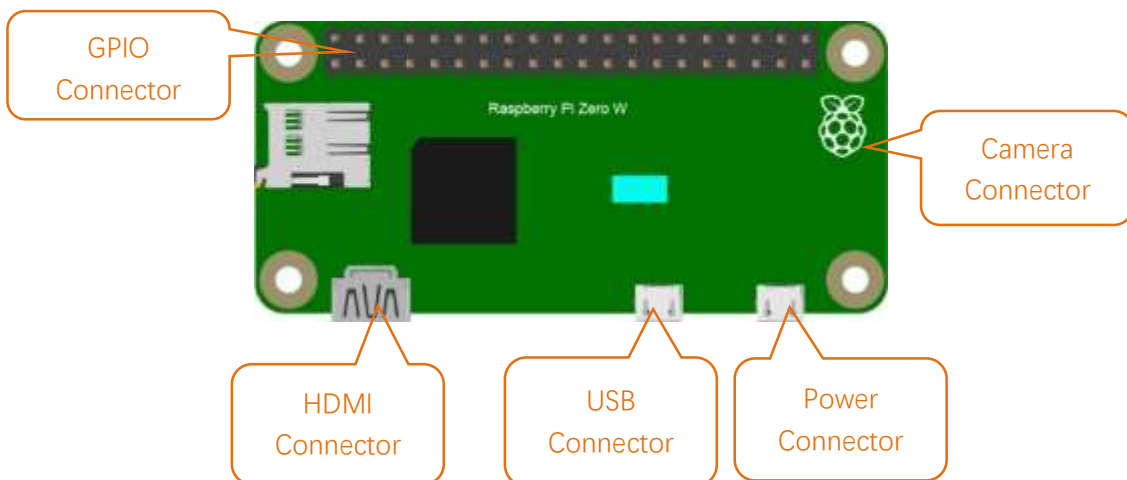 GPIO
Connector
Raspberry Pi Zero W
Camera
Connector
HDMI
Connector
USB
Connector
Power
Connector